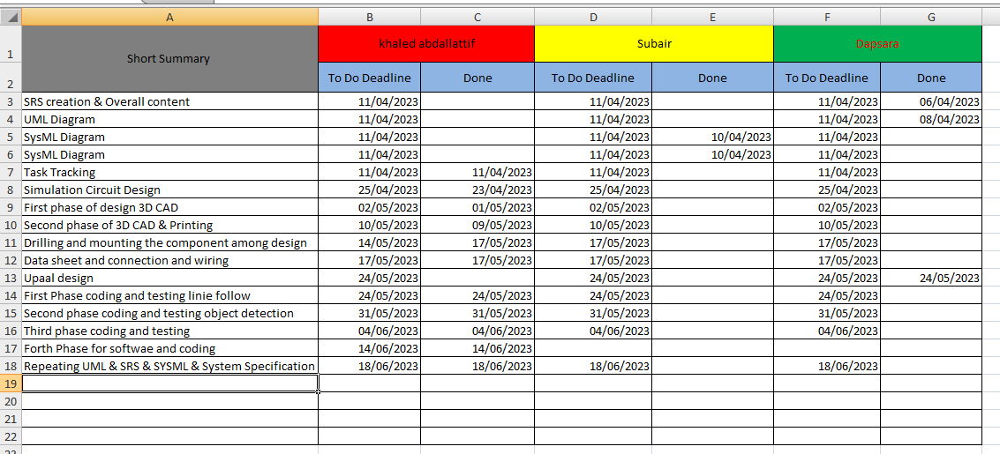 A B C D E F G
1 Short Summary khaled abdallattif Subair Dapsara
2 To Do Deadline Done To Do Deadline Done To Do Deadline Done
3 SRS creation & Overall content 11/04/2023 11/04/2023 11/04/2023 06/04/2023
4 UML Diagram 11/04/2023 11/04/2023 11/04/2023 08/04/2023
5 SysML Diagram 11/04/2023 11/04/2023 10/04/2023 11/04/2023
6 SysML Diagram 11/04/2023 11/04/2023 10/04/2023 11/04/2023
7 Task Tracking 11/04/2023 11/04/2023 11/04/2023 11/04/2023
8 Simulation Circuit Design 25/04/2023 23/04/2023 25/04/2023 25/04/2023
9 First phase of design 3D CAD 02/05/2023 01/05/2023 02/05/2023 02/05/2023
10 Second phase of 3D CAD & Printing 10/05/2023 09/05/2023 10/05/2023 10/05/2023
11 Drilling and mounting the component among design 14/05/2023 17/05/2023 17/05/2023 17/05/2023
12 Data sheet and connection and wiring 17/05/2023 17/05/2023 17/05/2023 17/05/2023
13 Upaal design 24/05/2023 24/05/2023 24/05/2023 24/05/2023
14 First Phase coding and testing linie follow 24/05/2023 24/05/2023 24/05/2023 24/05/2023
15 Second phase coding and testing object detection 31/05/2023 31/05/2023 31/05/2023 31/05/2023
16 Third phase coding and testing 04/06/2023 04/06/2023 04/06/2023 04/06/2023
17 Forth Phase for softwae and coding 14/06/2023 14/06/2023
18 Repeating UML & SRS & SYSML & System Specification 18/06/2023 18/06/2023 18/06/2023 18/06/2023
19
20
21
22
23